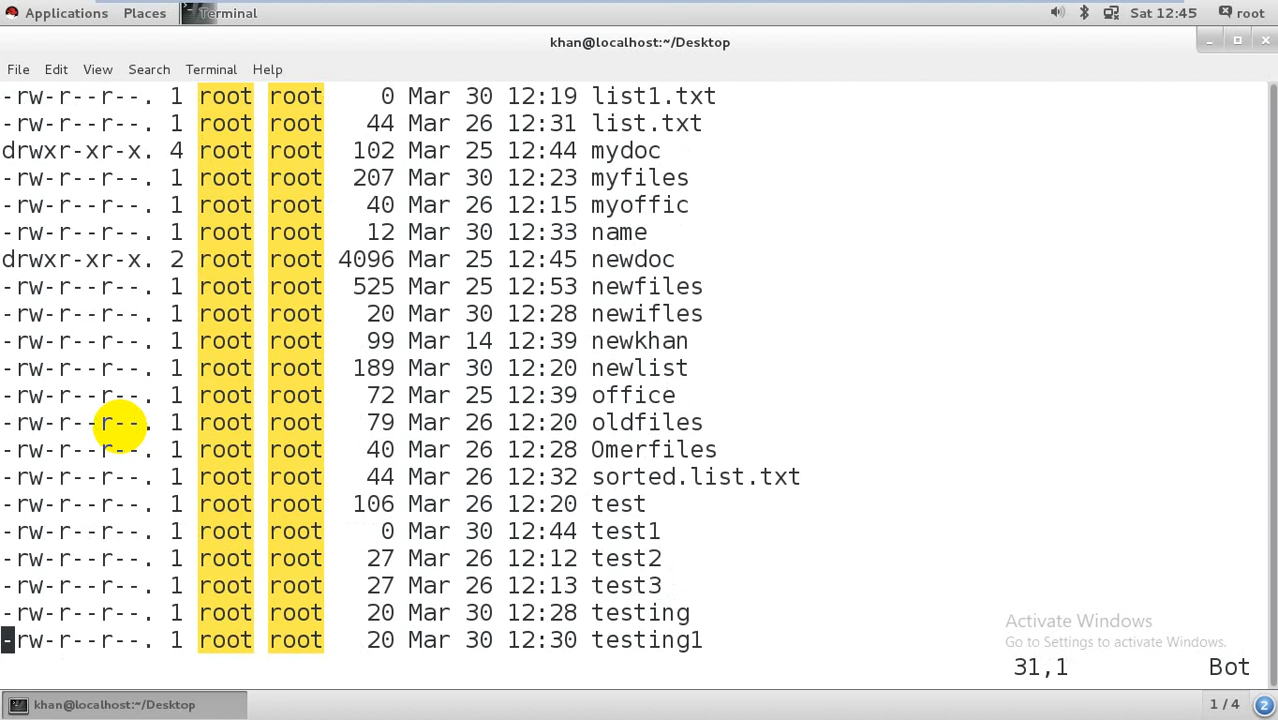 Applications Places Terminal Sat 12:45 root
khan@localhost:~/Desktop
File Edit View Search Terminal Help
-rw-r--r--. 1 root root 0 Mar 30 12:19 list1.txt
-rw-r--r--. 1 root root 44 Mar 26 12:31 list.txt
drwxr-xr-x. 4 root root 102 Mar 25 12:44 mydoc
-rw-r--r--. 1 root root 207 Mar 30 12:23 myfiles
-rw-r--r--. 1 root root 40 Mar 26 12:15 myoffic
-rw-r--r--. 1 root root 12 Mar 30 12:33 name
drwxr-xr-x. 2 root root 4096 Mar 25 12:45 newdoc
-rw-r--r--. 1 root root 525 Mar 25 12:53 newfiles
-rw-r--r--. 1 root root 20 Mar 30 12:28 newifles
-rw-r--r--. 1 root root 99 Mar 14 12:39 newkhan
-rw-r--r--. 1 root root 189 Mar 30 12:20 newlist
-rw-r--r--. 1 root root 72 Mar 25 12:39 office
-rw-r--r--. 1 root root 79 Mar 26 12:20 oldfiles
-rw-r--r--. 1 root root 40 Mar 26 12:28 Omerfiles
-rw-r--r--. 1 root root 44 Mar 26 12:32 sorted.list.txt
-rw-r--r--. 1 root root 106 Mar 26 12:20 test
-rw-r--r--. 1 root root 0 Mar 30 12:44 test1
-rw-r--r--. 1 root root 27 Mar 26 12:12 test2
-rw-r--r--. 1 root root 27 Mar 26 12:13 test3
-rw-r--r--. 1 root root 20 Mar 30 12:28 testing
-rw-r--r--. 1 root root 20 Mar 30 12:30 testing1
Activate Windows
Go to Settings to activate Windows.
31,1 Bot
khan@localhost:~/Desktop 1 / 4 2